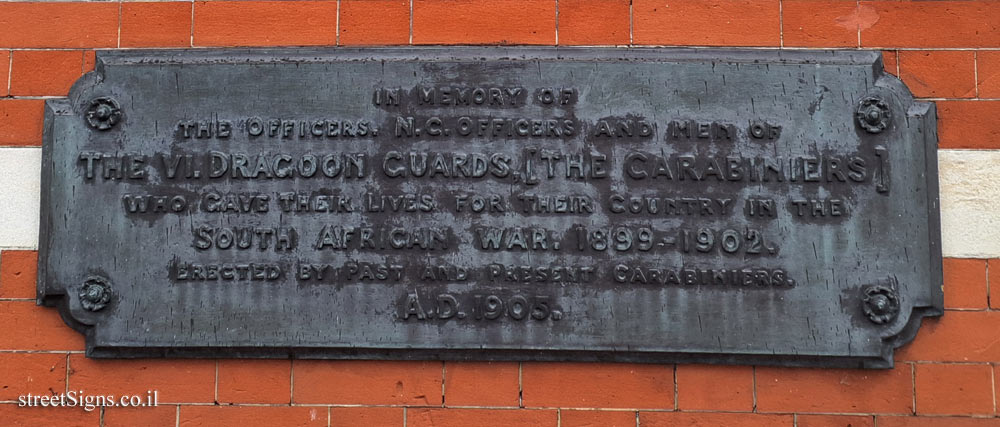 IN MEMORY OF
THE OFFICERS. N.C. OFFICERS AND MEN OF
THE VI. DRAGOON GUARDS, [THE CARABINIERS]
WHO GAVE THEIR LIVES FOR THEIR COUNTRY IN THE
SOUTH AFRICAN WAR. 1899-1902.
ERECTED BY PAST AND PRESENT CARABINIERS.
A.D. 1905.
streetSigns.co.il